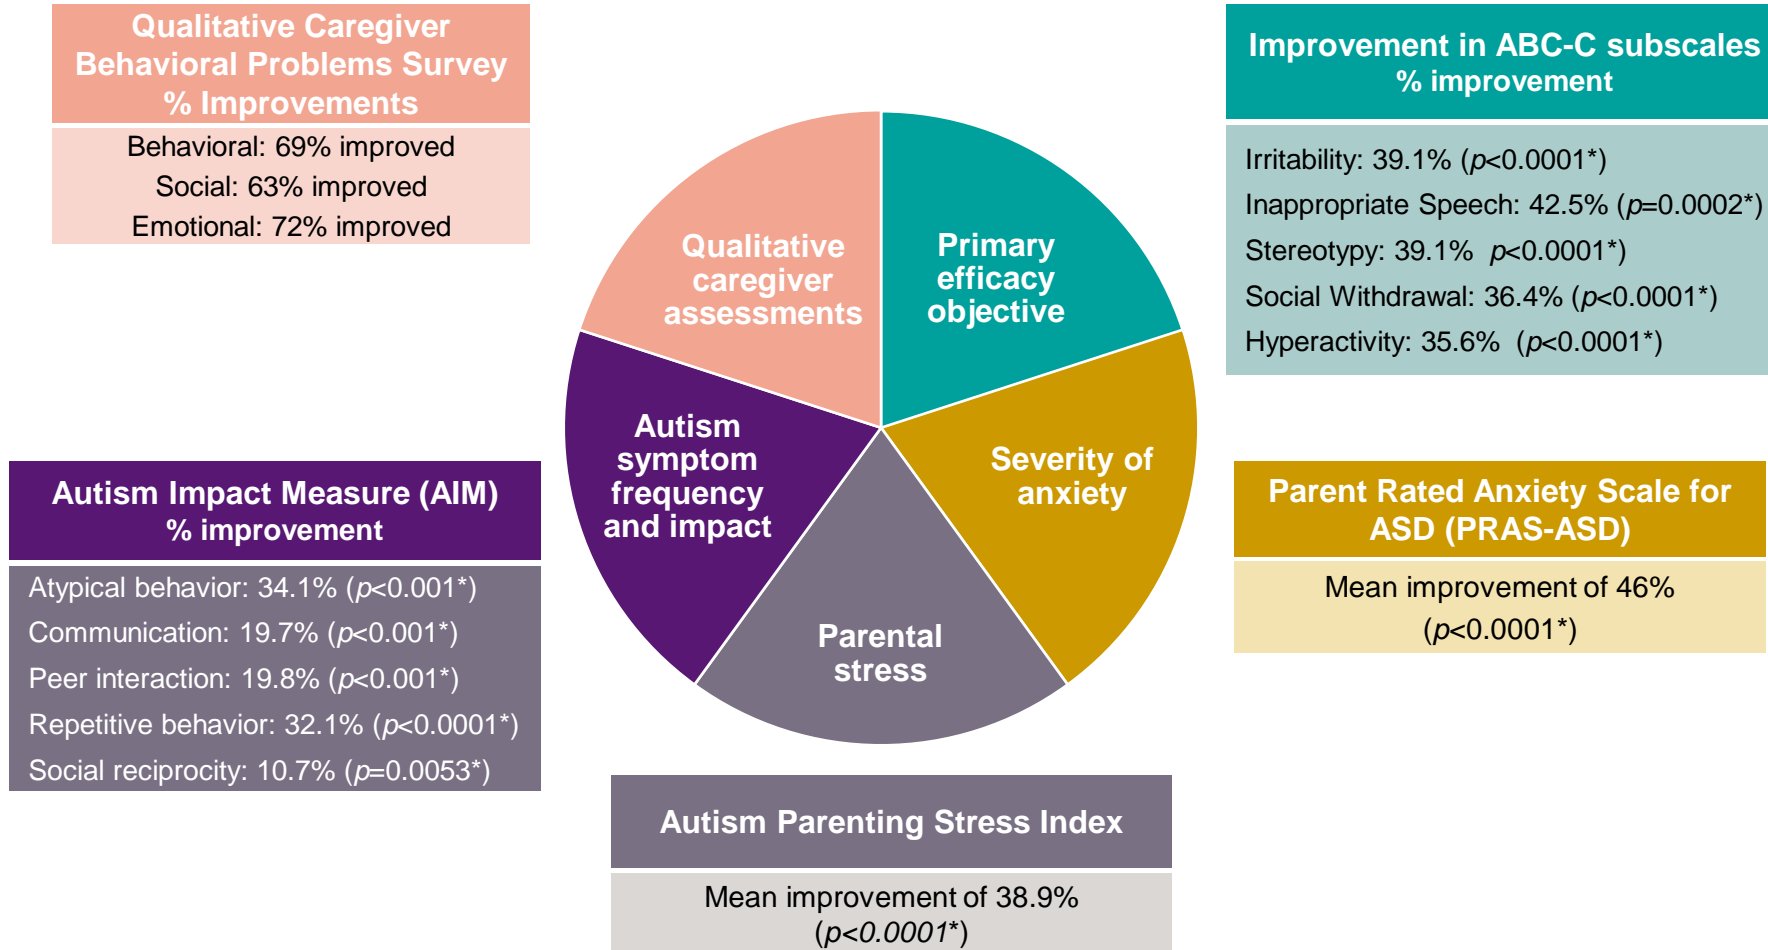 Qualitative Caregiver
Behavioral Problems Survey
% Improvements
Behavioral: 69% improved
Social: 63% improved
Emotional: 72% improved
Improvement in ABC-C subscales
% improvement
Irritability: 39.1% (p<0.0001*)
Inappropriate Speech: 42.5% (p=0.0002*)
Stereotypy: 39.1% p<0.0001*)
Social Withdrawal: 36.4% (p<0.0001*)
Hyperactivity: 35.6% (p<0.0001*)
Qualitative
caregiver
assessments
Primary
efficacy
objective
Autism
symptom
frequency
and impact
Severity of
anxiety
Parental
stress
Autism Impact Measure (AIM)
% improvement
Atypical behavior: 34.1% (p<0.001*)
Communication: 19.7% (p<0.001*)
Peer interaction: 19.8% (p<0.001*)
Repetitive behavior: 32.1% (p<0.0001*)
Social reciprocity: 10.7% (p=0.0053*)
Parent Rated Anxiety Scale for
ASD (PRAS-ASD)
Mean improvement of 46%
(p<0.0001*)
Autism Parenting Stress Index
Mean improvement of 38.9%
(p<0.0001*)